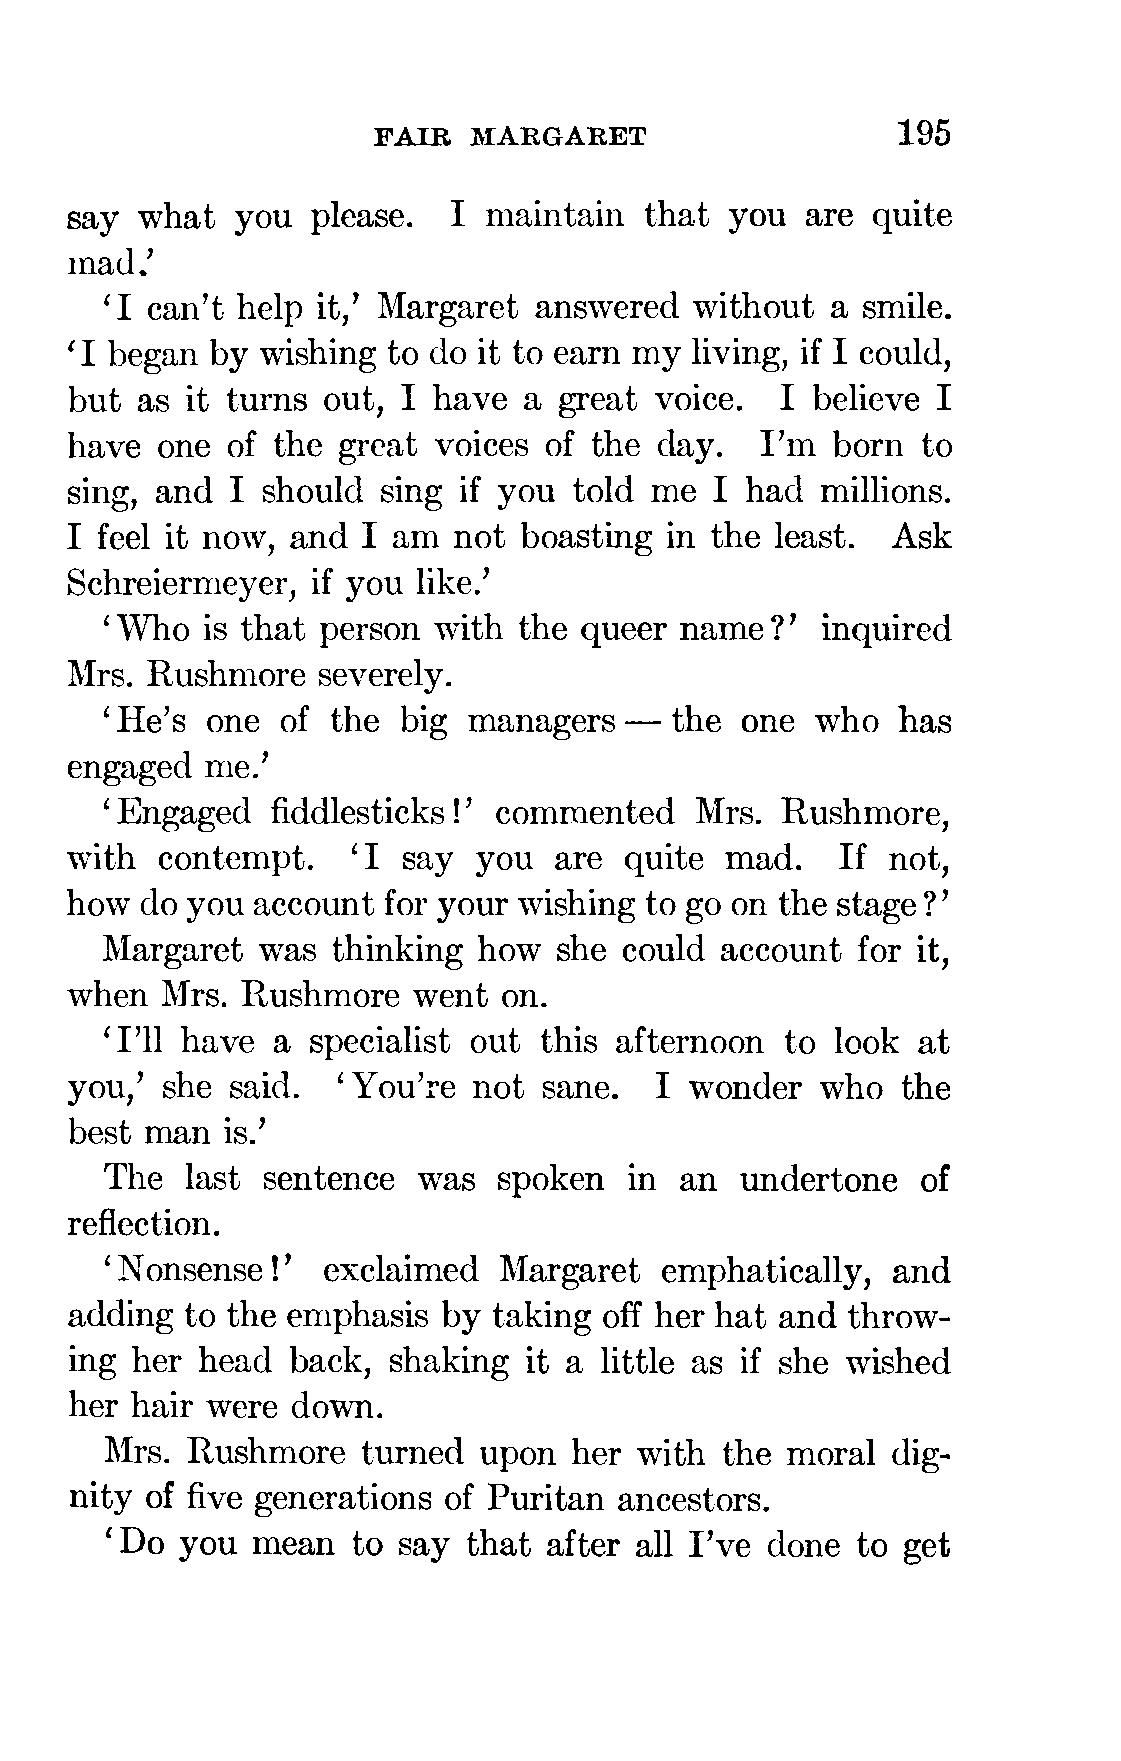 FAIR MARGARET 195
say what you please. I maintain that you are quite
mad.'
'I can't help it,' Margaret answered without a smile.
'I began by wishing to do it to earn my living, if I could,
but as it turns out, I have a great voice. I believe I
have one of the great voices of the day. I'm born to
sing, and I should sing if you told me I had millions.
I feel it now, and I am not boasting in the least. Ask
Schreiermeyer, if you like.'
'Who is that person with the queer name?' inquired
Mrs. Rushmore severely.
'He's one of the big managers — the one who has
engaged me.'
'Engaged fiddlesticks!' commented Mrs. Rushmore,
with contempt. 'I say you are quite mad. If not,
how do you account for your wishing to go on the stage?'
Margaret was thinking how she could account for it,
when Mrs. Rushmore went on.
'I'll have a specialist out this afternoon to look at
you,' she said. 'You're not sane. I wonder who the
best man is.'
The last sentence was spoken in an undertone of
reflection.
'Nonsense!' exclaimed Margaret emphatically, and
adding to the emphasis by taking off her hat and throw-
ing her head back, shaking it a little as if she wished
her hair were down.
Mrs. Rushmore turned upon her with the moral dig-
nity of five generations of Puritan ancestors.
'Do you mean to say that after all I've done to get